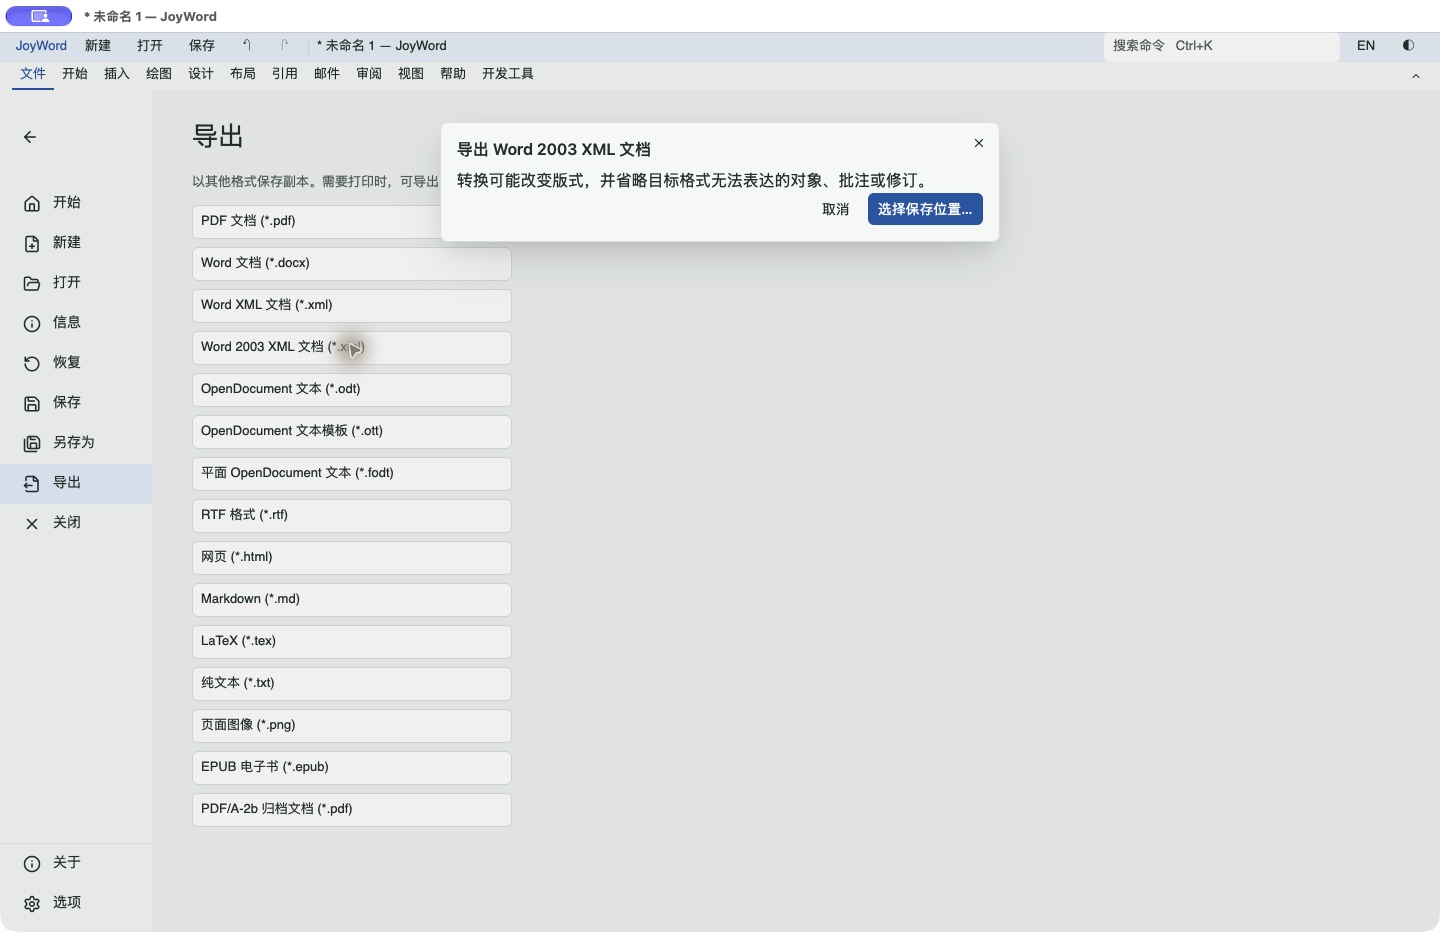 * 未命名 1 — JoyWord
JoyWord 新建 打开 保存 * 未命名 1 — JoyWord 搜索命令 Ctrl+K EN
文件 开始 插入 绘图 设计 布局 引用 邮件 审阅 视图 帮助 开发工具
开始
新建
打开
信息
恢复
保存
另存为
导出
关闭
关于
选项
导出
以其他格式保存副本。需要打印时，可导出
PDF 文档 (*.pdf)
Word 文档 (*.docx)
Word XML 文档 (*.xml)
Word 2003 XML 文档 (*.xml)
OpenDocument 文本 (*.odt)
OpenDocument 文本模板 (*.ott)
平面 OpenDocument 文本 (*.fodt)
RTF 格式 (*.rtf)
网页 (*.html)
Markdown (*.md)
LaTeX (*.tex)
纯文本 (*.txt)
页面图像 (*.png)
EPUB 电子书 (*.epub)
PDF/A-2b 归档文档 (*.pdf)
导出 Word 2003 XML 文档
转换可能改变版式，并省略目标格式无法表达的对象、批注或修订。
取消 选择保存位置...